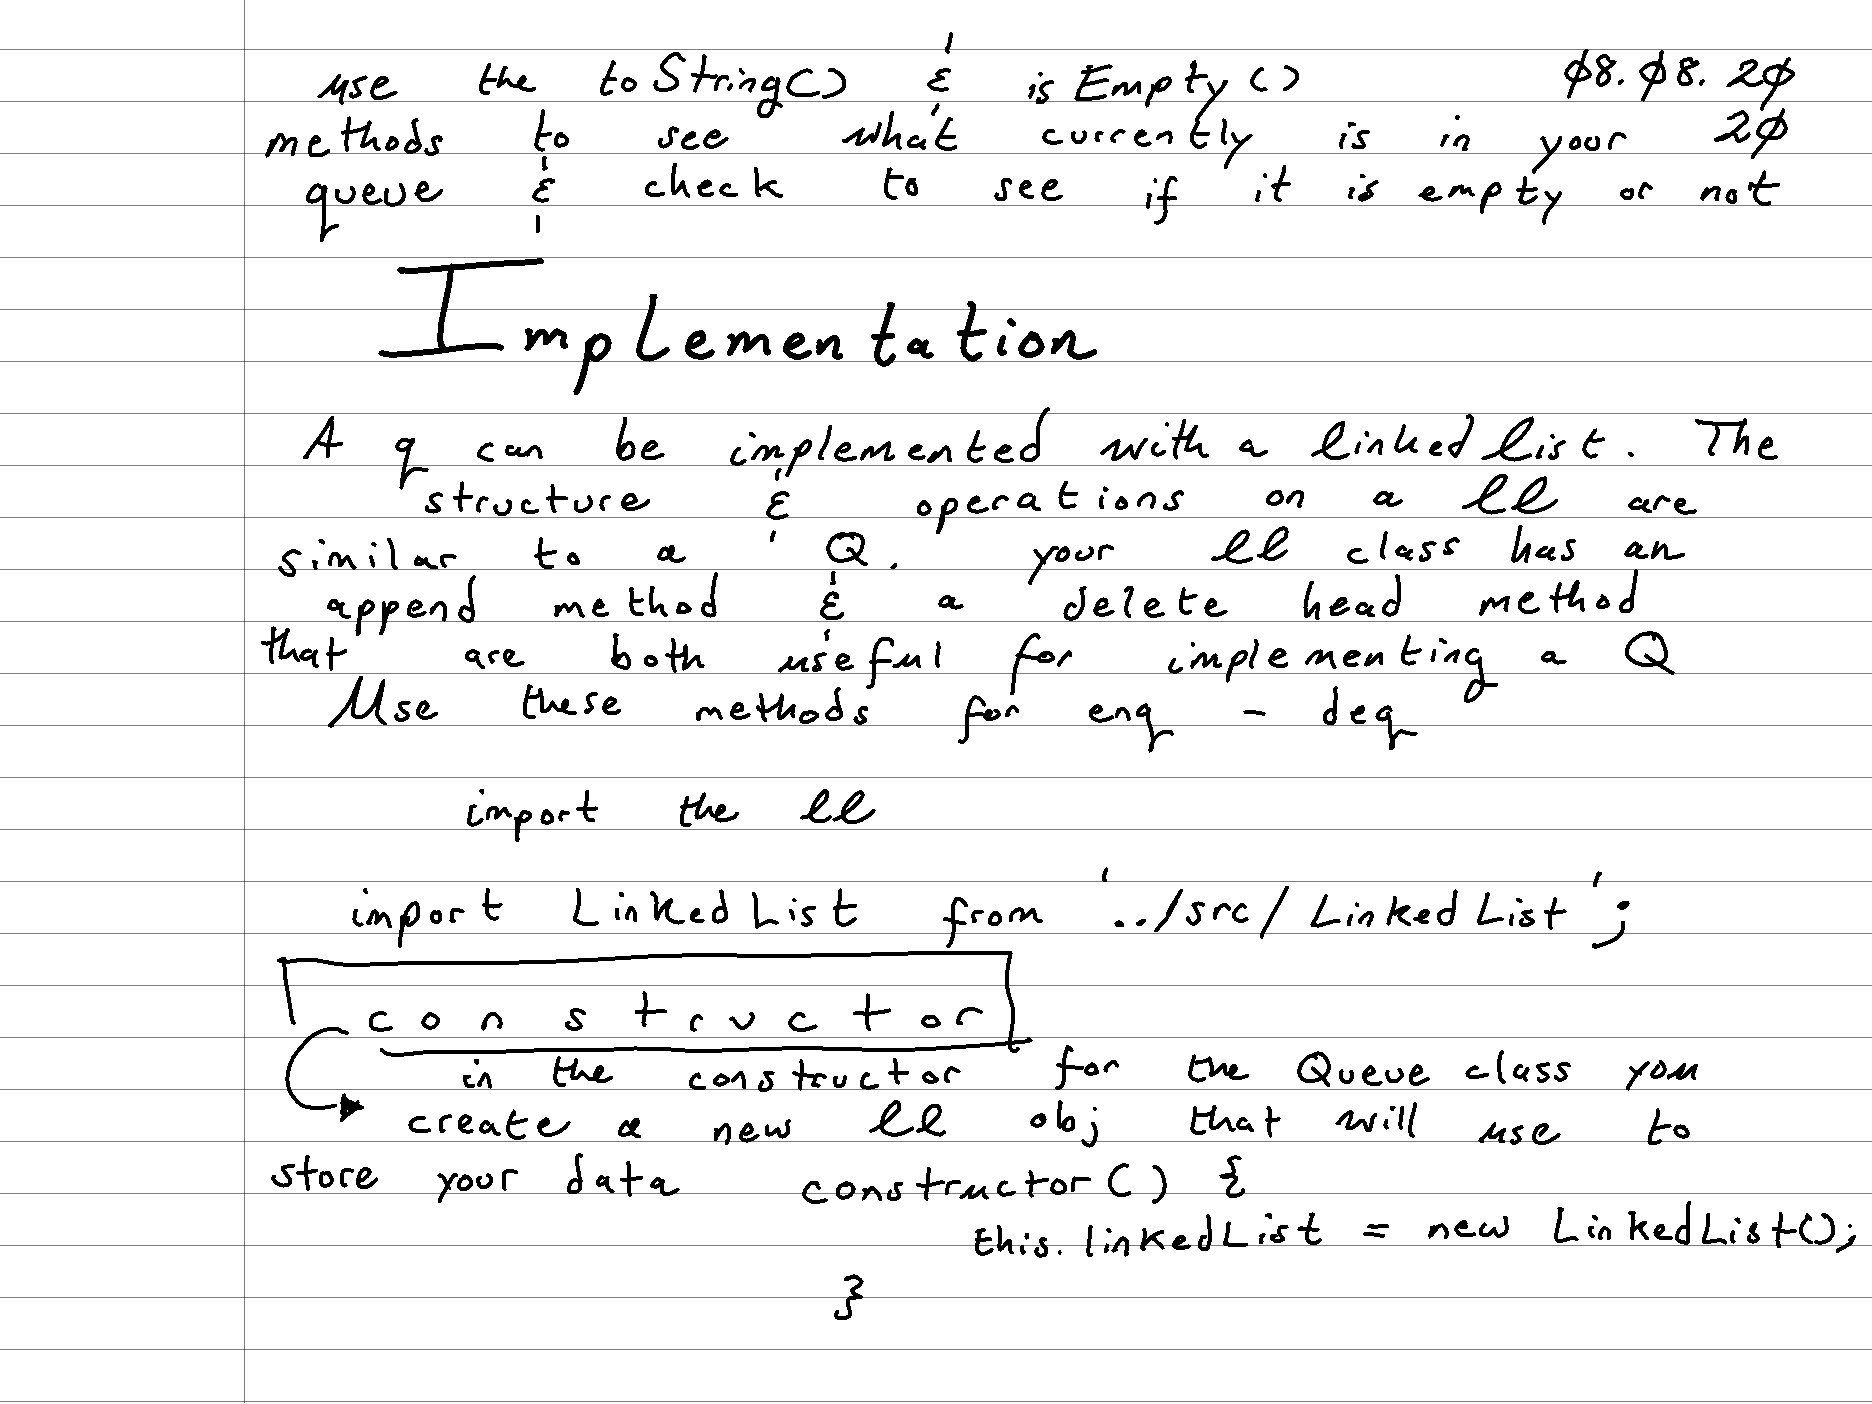 use the toString() & isEmpty() 08.08.20
methods to see what currently is in your 20
queue & check to see if it is empty or not
Implementation
A q can be implemented with a linked list. The
structure & operations on a ll are
similar to a Q. your ll class has an
append method & a delete head method
that are both useful for implementing a Q
Use these methods for enq - deq
import the ll
import LinkedList from '../src/LinkedList';
constructor
in the constructor for the Queue class you
create a new ll obj that will use to
store your data constructor() {
this.linkedList = new LinkedList();
}